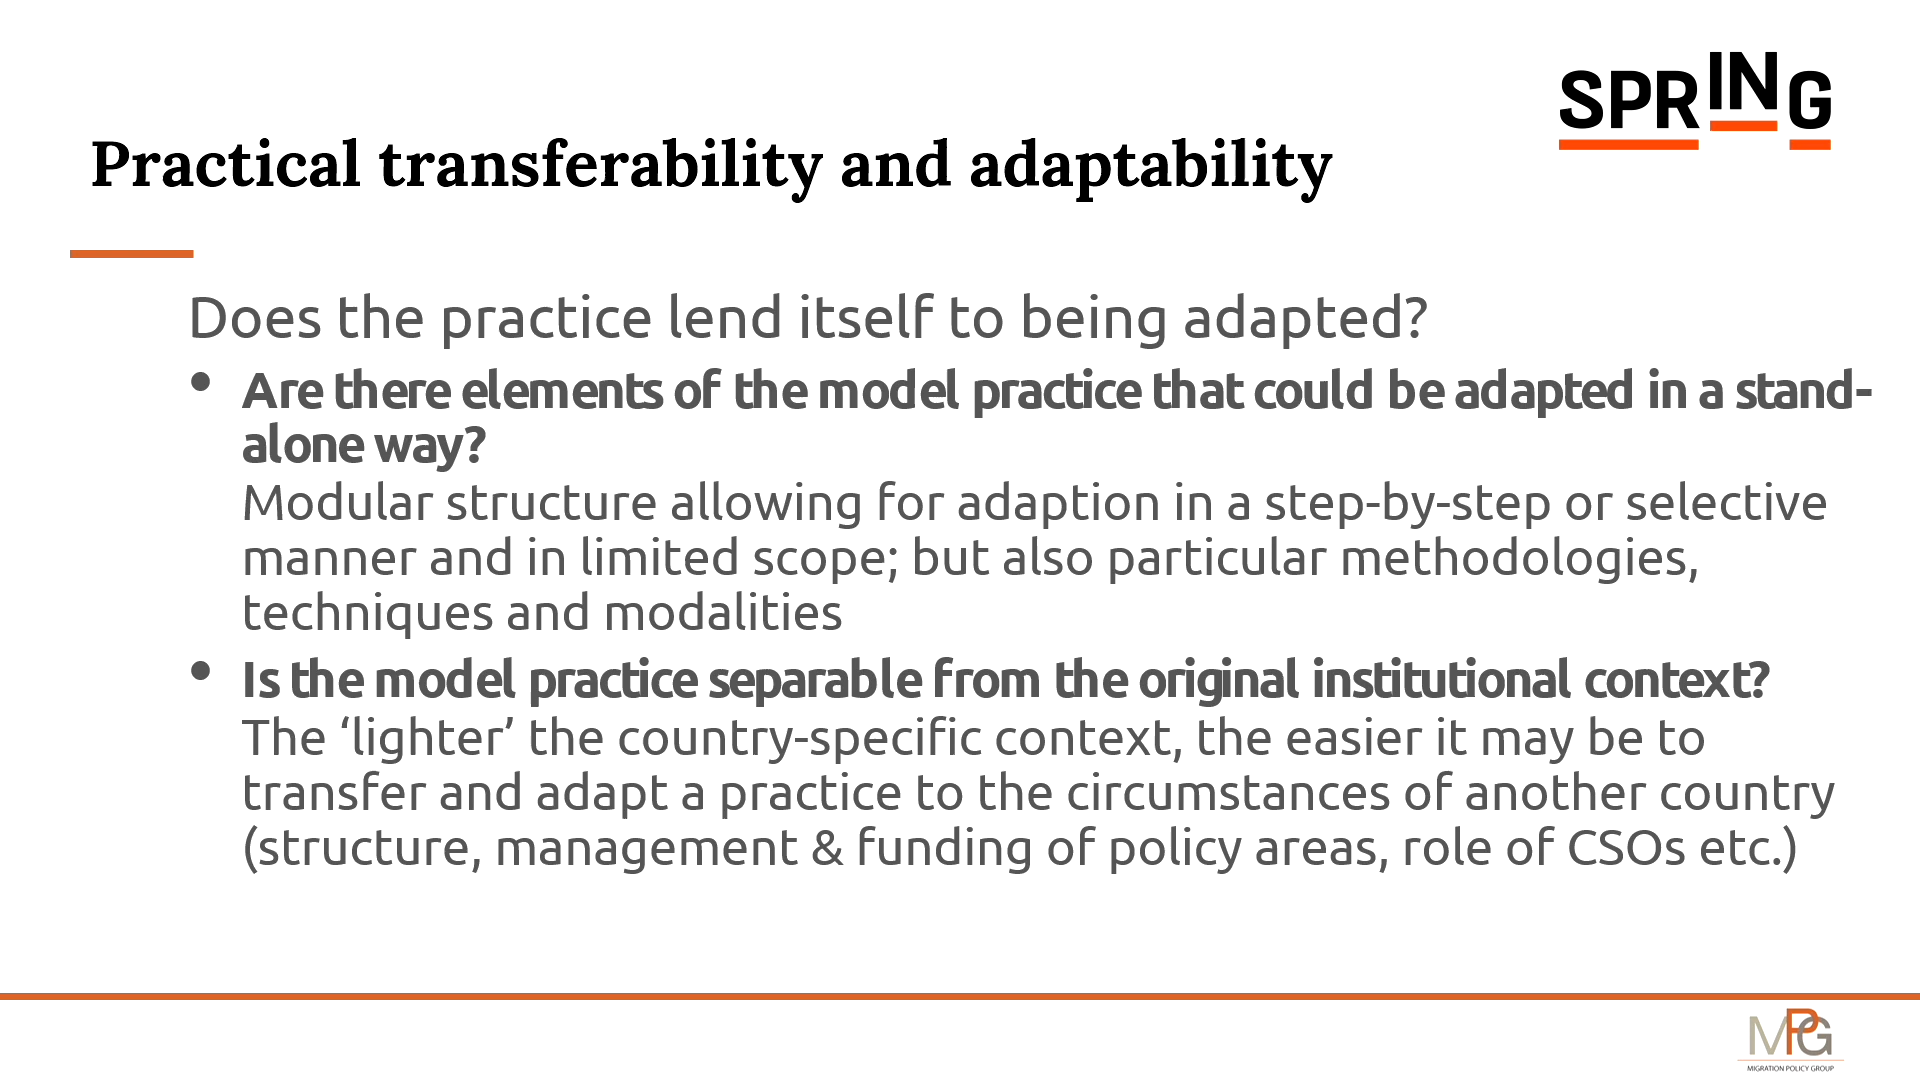 SPRING
Practical transferability and adaptability
Does the practice lend itself to being adapted?
• Are there elements of the model practice that could be adapted in a stand-
alone way?
Modular structure allowing for adaption in a step-by-step or selective
manner and in limited scope; but also particular methodologies,
techniques and modalities
• Is the model practice separable from the original institutional context?
The ‘lighter’ the country-specific context, the easier it may be to
transfer and adapt a practice to the circumstances of another country
(structure, management & funding of policy areas, role of CSOs etc.)
MPG
MIGRATION POLICY GROUP